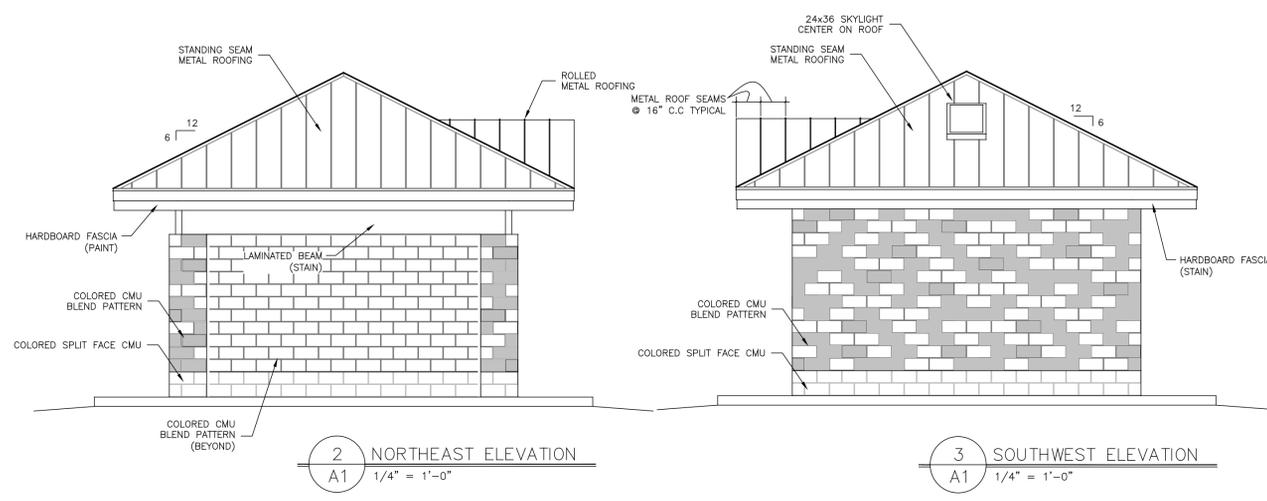 STANDING SEAM
METAL ROOFING
ROLLED
METAL ROOFING
12
6
HARDBOARD FASCIA
(PAINT)
LAMINATED BEAM
(STAIN)
COLORED CMU
BLEND PATTERN
COLORED SPLIT FACE CMU
COLORED CMU
BLEND PATTERN
(BEYOND)
2
A1
NORTHEAST ELEVATION
1/4" = 1'-0"
24x36 SKYLIGHT
CENTER ON ROOF
STANDING SEAM
METAL ROOFING
METAL ROOF SEAMS
@ 16" C.C TYPICAL
12
6
HARDBOARD FASCIA
(STAIN)
COLORED CMU
BLEND PATTERN
COLORED SPLIT FACE CMU
3
A1
SOUTHWEST ELEVATION
1/4" = 1'-0"